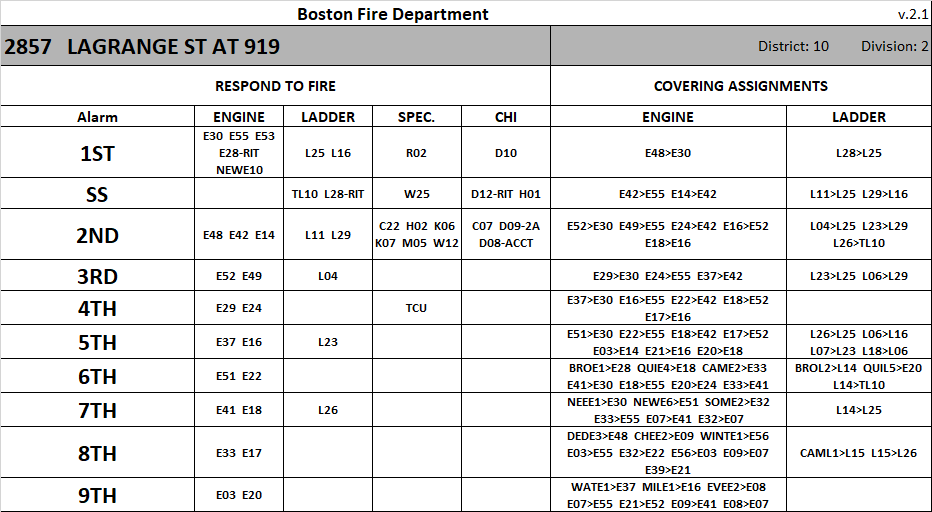 Boston Fire Department v.2.1
2857 LAGRANGE ST AT 919 District: 10 Division: 2
RESPOND TO FIRE COVERING ASSIGNMENTS
Alarm ENGINE LADDER SPEC. CHI ENGINE LADDER
1ST
E30 E55 E53
E28-RIT
NEWE10
L25 L16
R02
D10
E48>E30
L28>L25
SS
TL10 L28-RIT
W25
D12-RIT H01
E42>E55 E14>E42
L11>L25 L29>L16
2ND
E48 E42 E14
L11 L29
C22 H02 K06
K07 M05 W12
C07 D09-2A
D08-ACCT
E52>E30 E49>E55 E24>E42 E16>E52
E18>E16
L04>L25 L23>L29
L26>TL10
3RD
E52 E49
L04
E29>E30 E24>E55 E37>E42
L23>L25 L06>L29
4TH
E29 E24
TCU
E37>E30 E16>E55 E22>E42 E18>E52
E17>E16
5TH
E37 E16
L23
E51>E30 E22>E55 E18>E42 E17>E52
E03>E14 E21>E16 E20>E18
L26>L25 L06>L16
L07>L23 L18>L06
6TH
E51 E22
BROE1>E28 QUIE4>E18 CAME2>E33
E41>E30 E18>E55 E20>E24 E33>E41
BROL2>L14 QUIL5>E20
L14>TL10
7TH
E41 E18
L26
NEEE1>E30 NEWE6>E51 SOME2>E32
E33>E55 E07>E41 E32>E07
L14>L25
8TH
E33 E17
DEDE3>E48 CHEE2>E09 WINTE1>E56
E03>E55 E32>E22 E56>E03 E09>E07
E39>E21
CAML1>L15 L15>L26
9TH
E03 E20
WATE1>E37 MILE1>E16 EVEE2>E08
E07>E55 E21>E52 E09>E41 E08>E07